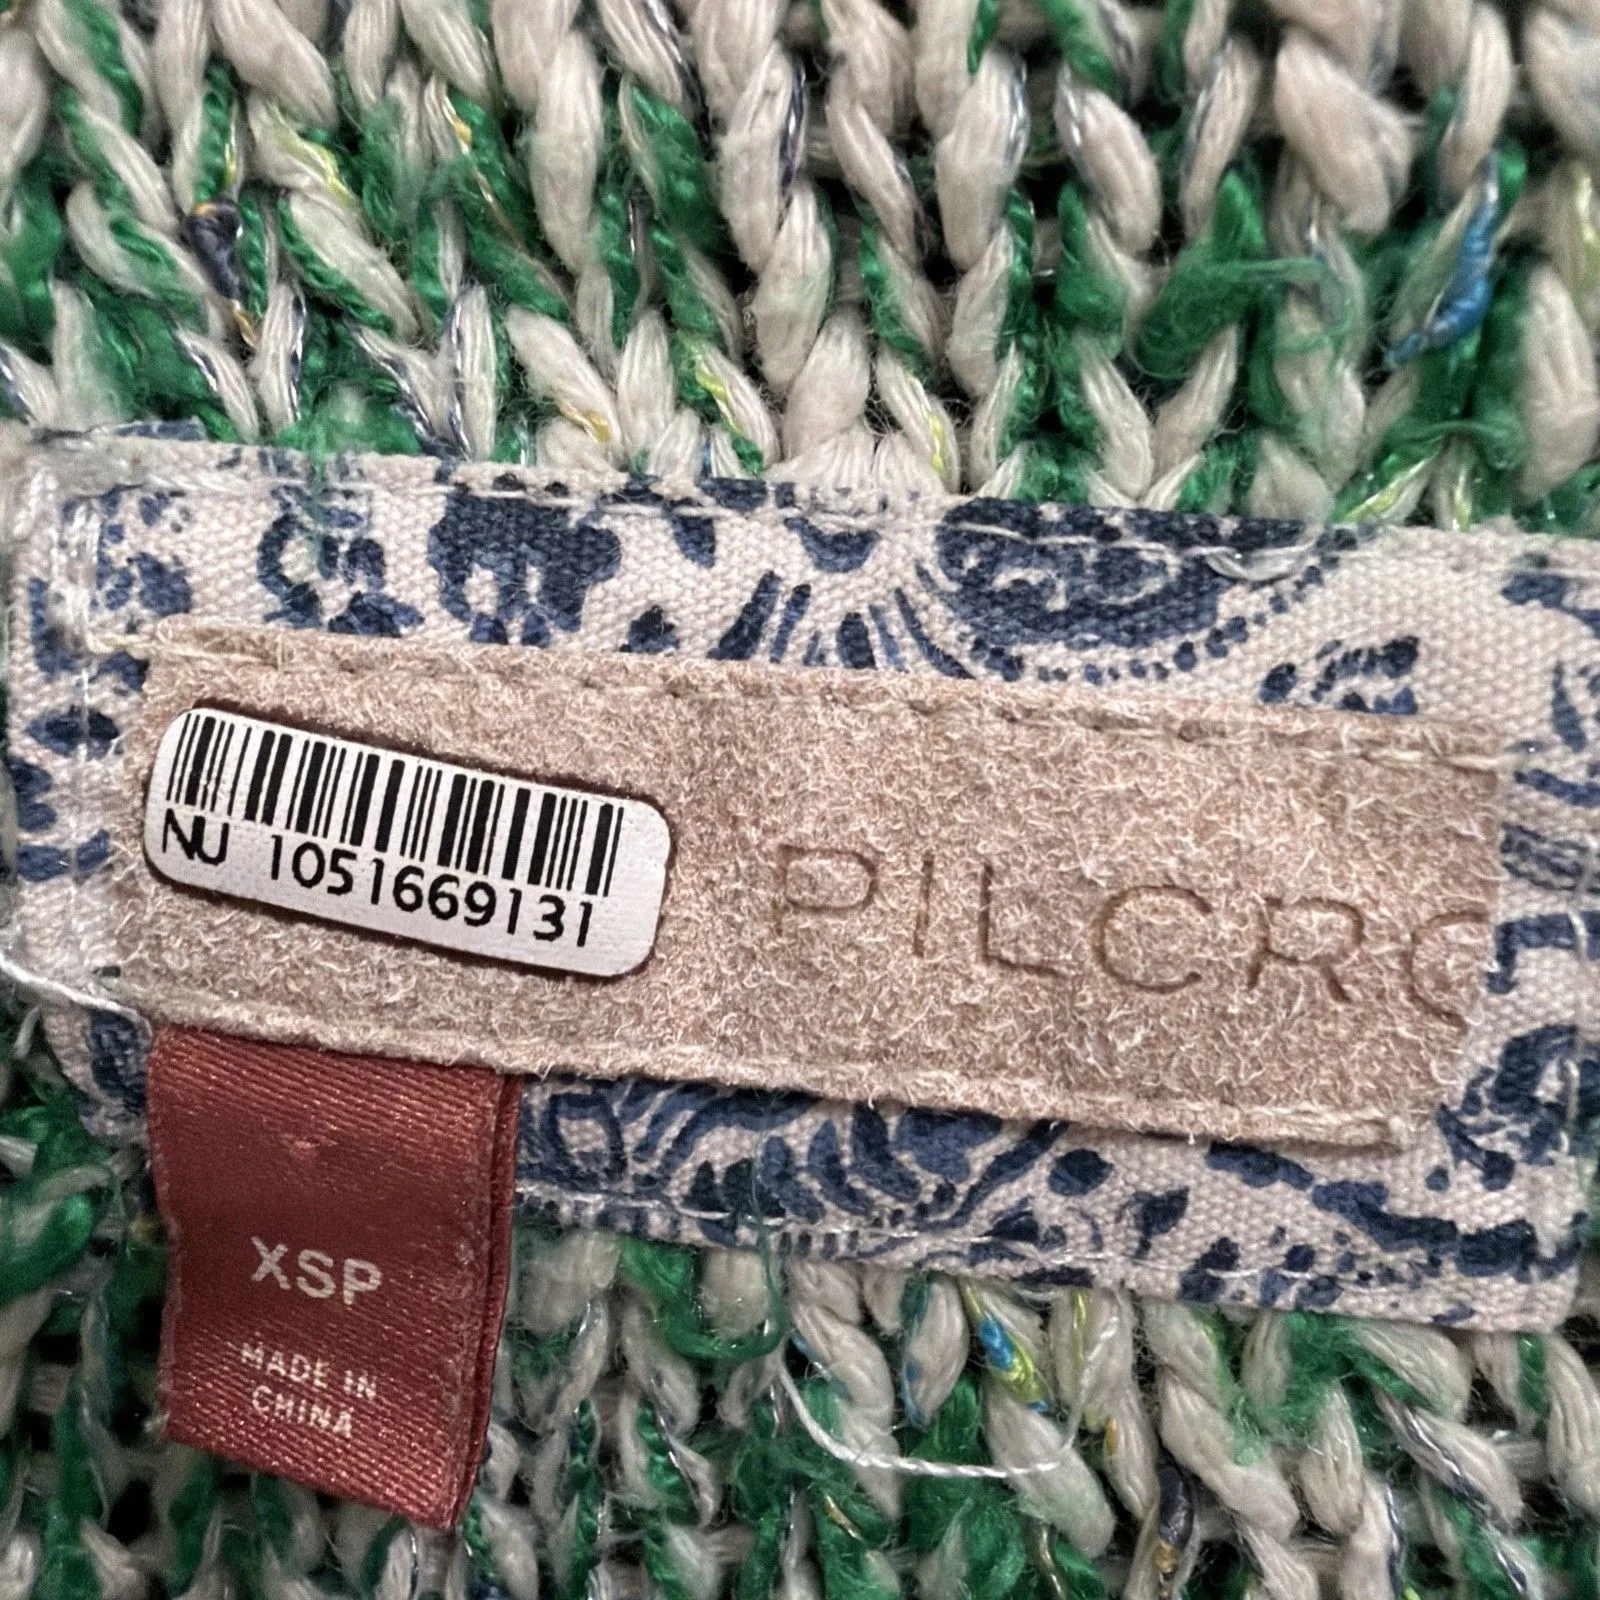 NU 1051669131
PILCRO
XSP
MADE IN
CHINA